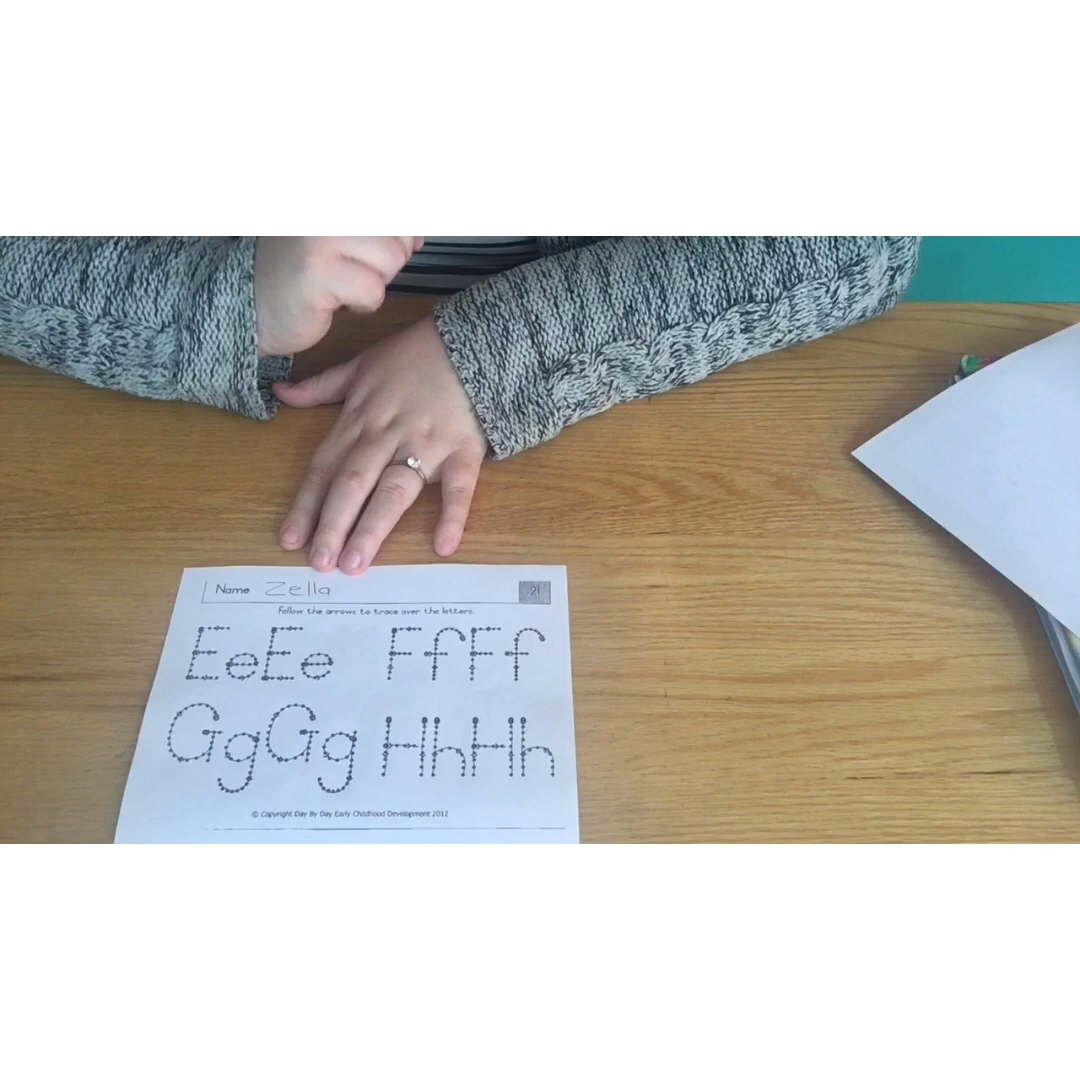 Name Zella 21
Follow the arrows to trace over the letters.
EeEe FfFf
GgGg HhHh
© Copyright Day By Day Early Childhood Development 2012